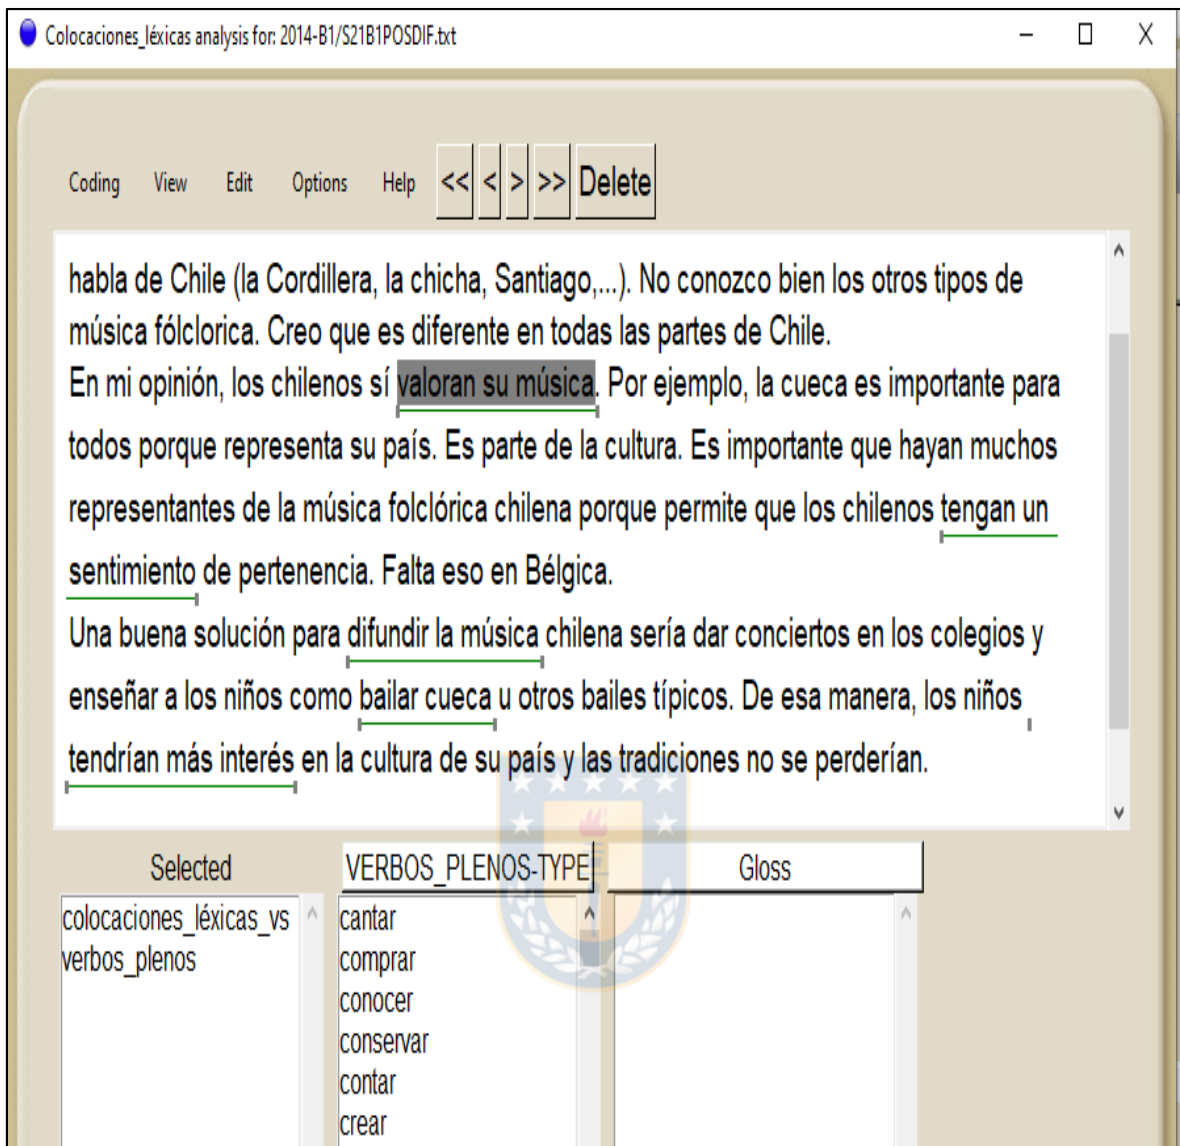 Colocaciones_léxicas analysis for: 2014-B1/S21B1POSDIF.txt
Coding View Edit Options Help << < > >> Delete
habla de Chile (la Cordillera, la chicha, Santiago,...). No conozco bien los otros tipos de
música fólclorica. Creo que es diferente en todas las partes de Chile.
En mi opinión, los chilenos sí valoran su música. Por ejemplo, la cueca es importante para
todos porque representa su país. Es parte de la cultura. Es importante que hayan muchos
representantes de la música folclórica chilena porque permite que los chilenos tengan un
sentimiento de pertenencia. Falta eso en Bélgica.
Una buena solución para difundir la música chilena sería dar conciertos en los colegios y
enseñar a los niños como bailar cueca u otros bailes típicos. De esa manera, los niños
tendrían más interés en la cultura de su país y las tradiciones no se perderían.
Selected VERBOS_PLENOS-TYPE Gloss
colocaciones_léxicas_vs
verbos_plenos
cantar
comprar
conocer
conservar
contar
crear